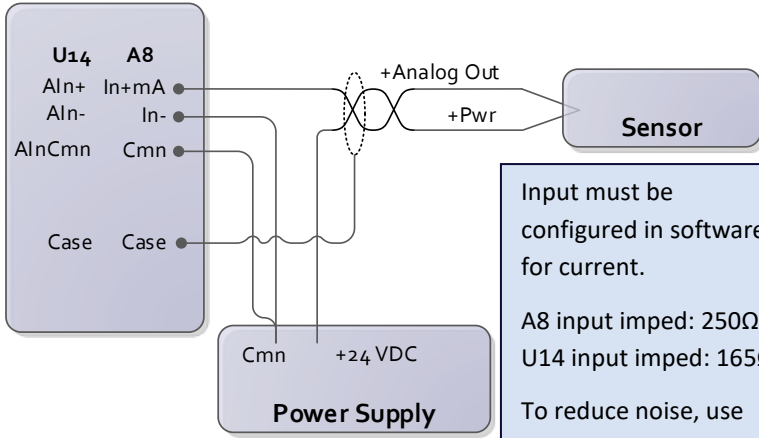 U14 A8
AIn+ In+mA
AIn- In-
AInCmn Cmn
Case Case
+Analog Out
+Pwr
Sensor
Input must be
configured in software
for current.
A8 input imped: 250Ω
U14 input imped: 165Ω
To reduce noise, use
Cmn +24 VDC
Power Supply